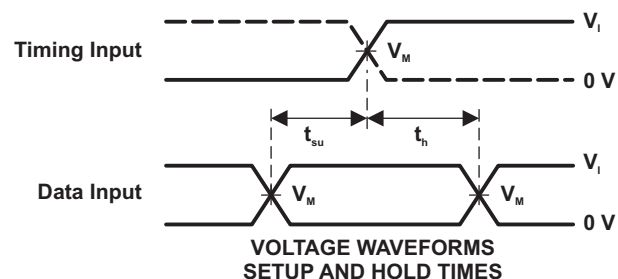 V_I
Timing Input
V_M
0 V
t_su
t_h
V_I
Data Input
V_M
V_M
0 V
VOLTAGE WAVEFORMS
SETUP AND HOLD TIMES